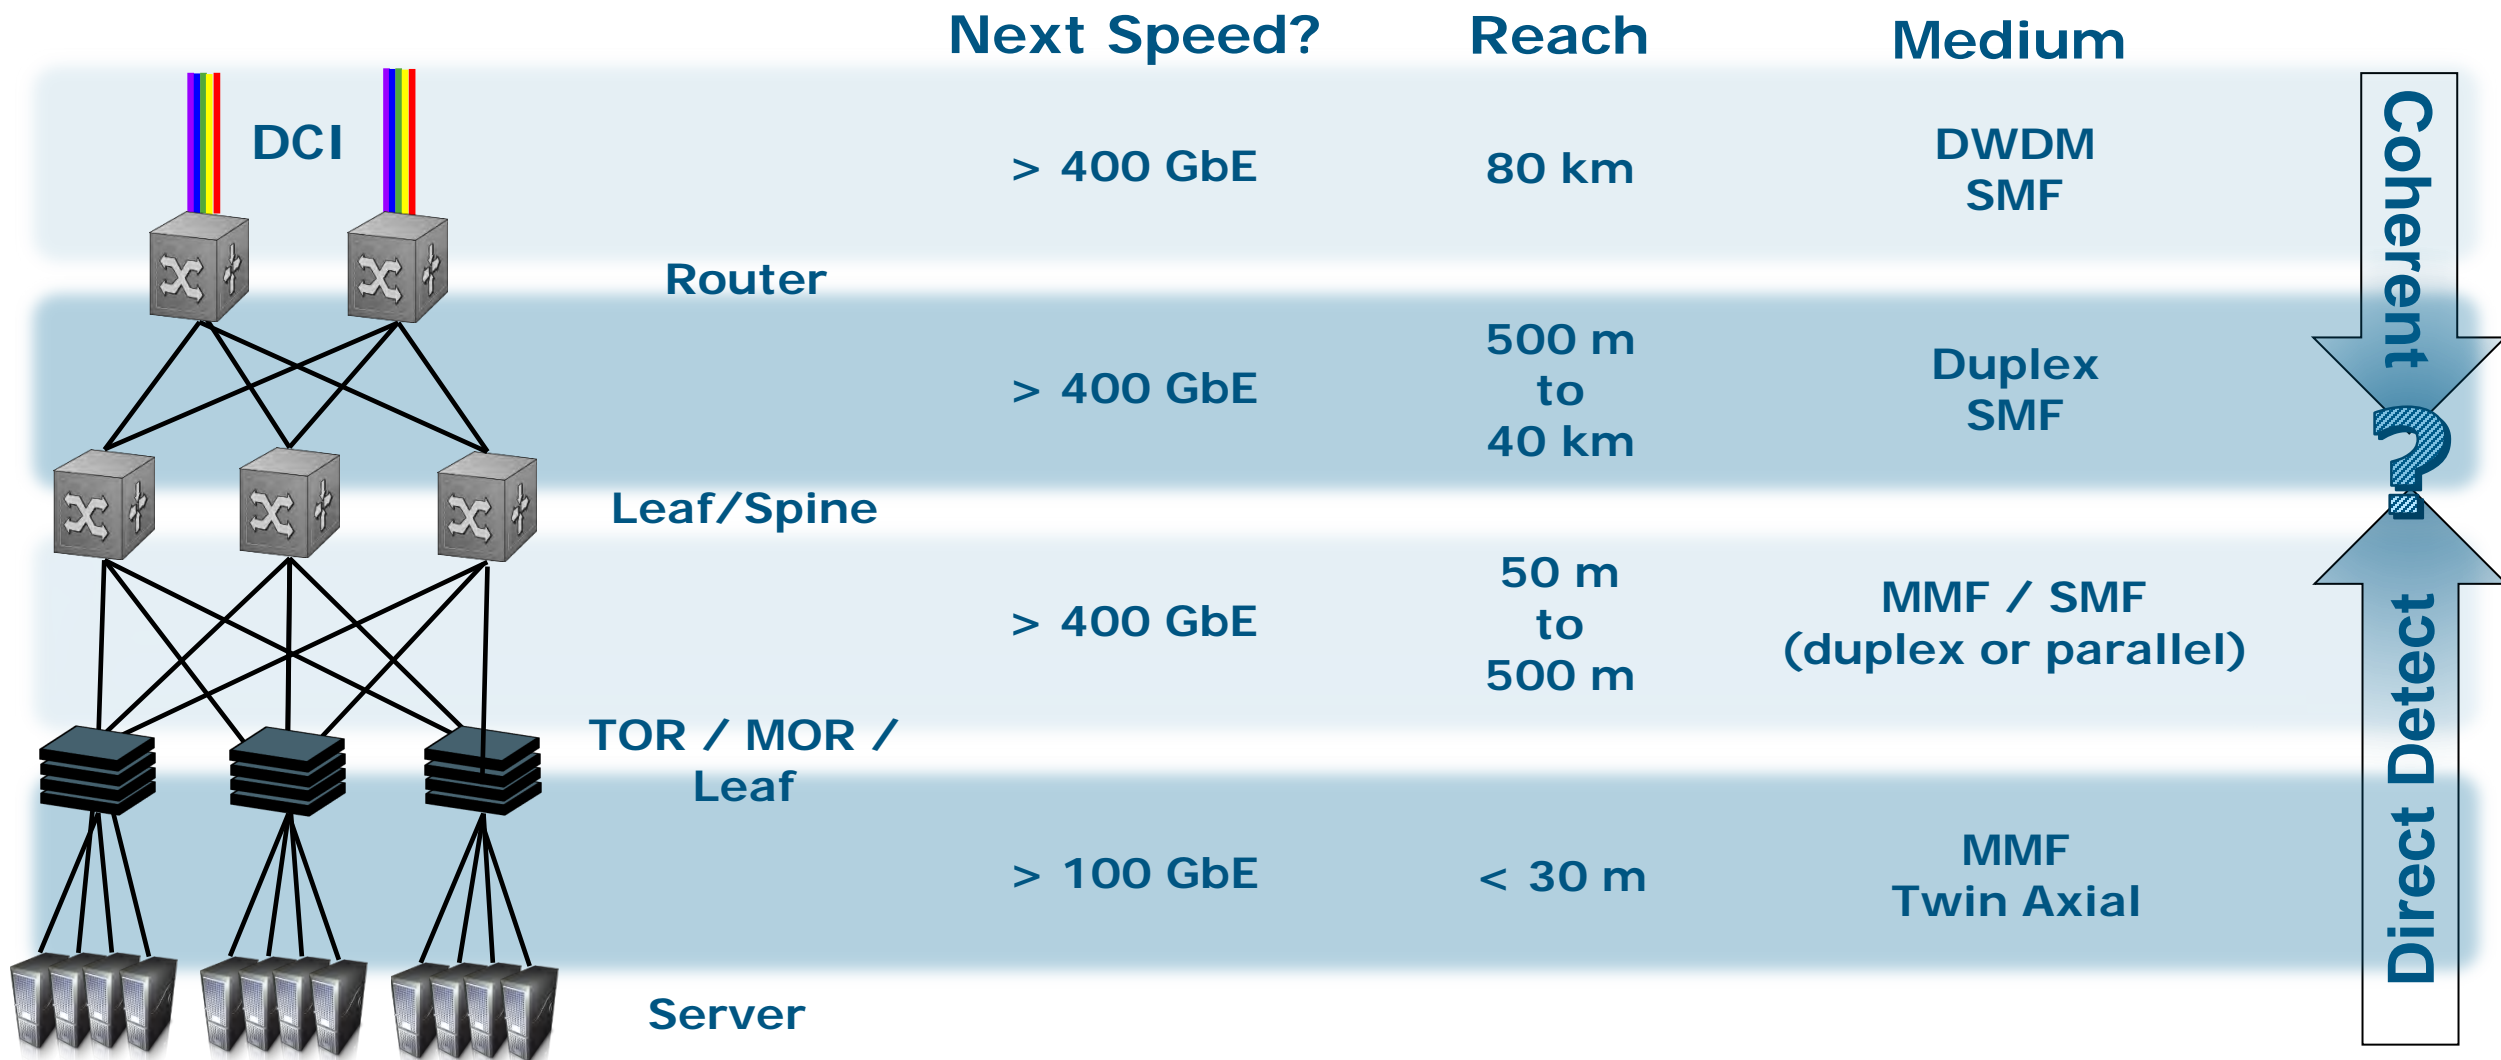 Next Speed?
Reach
Medium
DCI
> 400 GbE
80 km
DWDM
SMF
Coherent
Router
> 400 GbE
500 m
to
40 km
Duplex
SMF
?
Leaf/Spine
> 400 GbE
50 m
to
500 m
MMF / SMF
(duplex or parallel)
Direct Detect
TOR / MOR /
Leaf
> 100 GbE
< 30 m
MMF
Twin Axial
Server